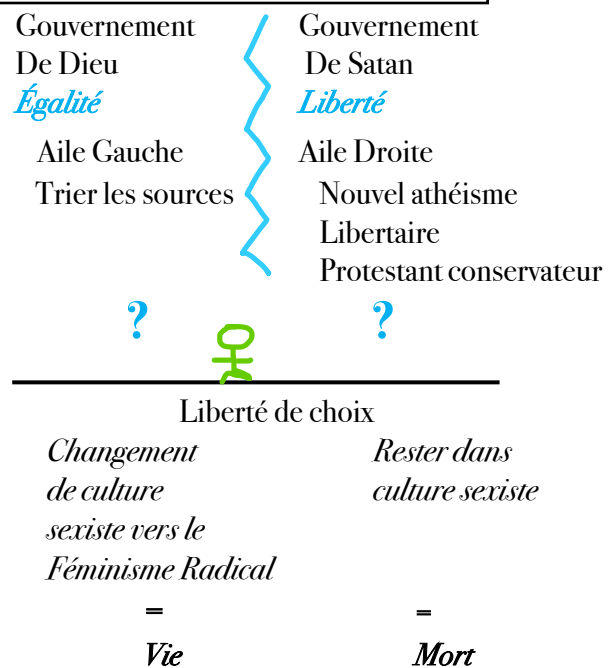 Gouvernement
De Dieu
Égalité
Aile Gauche
Trier les sources
Gouvernement
De Satan
Liberté
Aile Droite
Nouvel athéisme
Libertaire
Protestant conservateur
? ?
Liberté de choix
Changement
de culture
sexiste vers le
Féminisme Radical
=
Vie
Rester dans
culture sexiste
=
Mort